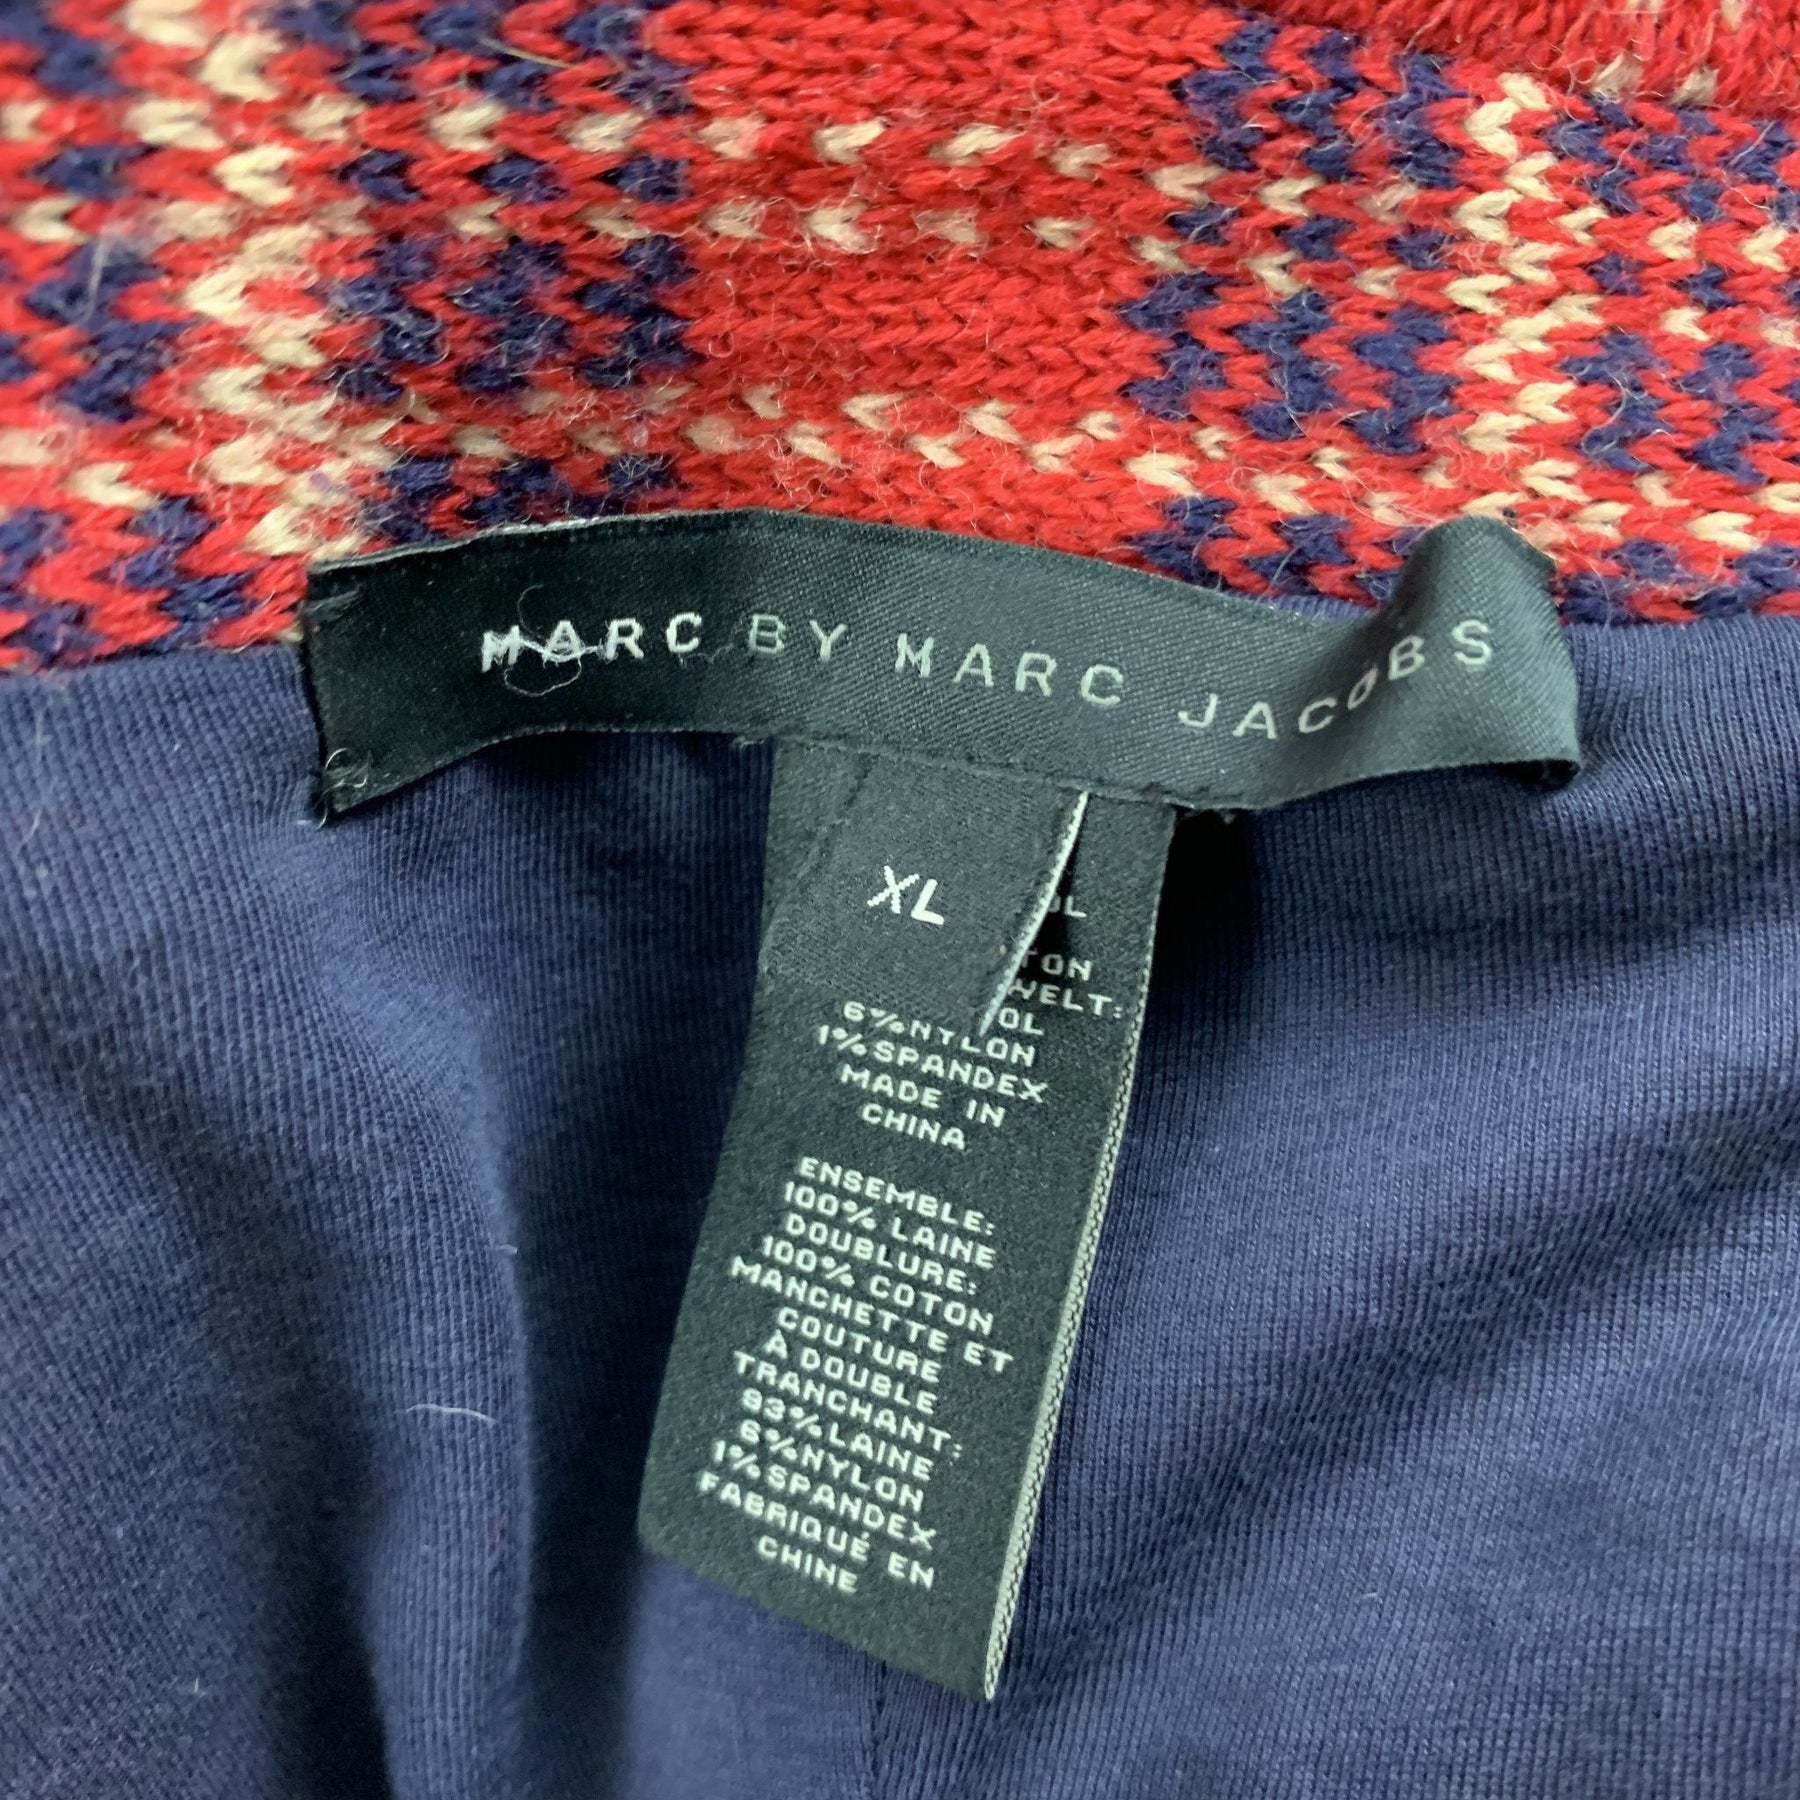 MARC BY MARC JACOBS
XL
TON
WELT:
6% NYLON
1% SPANDEX
MADE IN
CHINA
ENSEMBLE:
100% LAINE
DOUBLURE:
100% COTON
MANCHETTE ET
COUTURE
À DOUBLE
TRANCHANT:
93% LAINE
6% NYLON
1% SPANDEX
FABRIQUÉ EN
CHINE